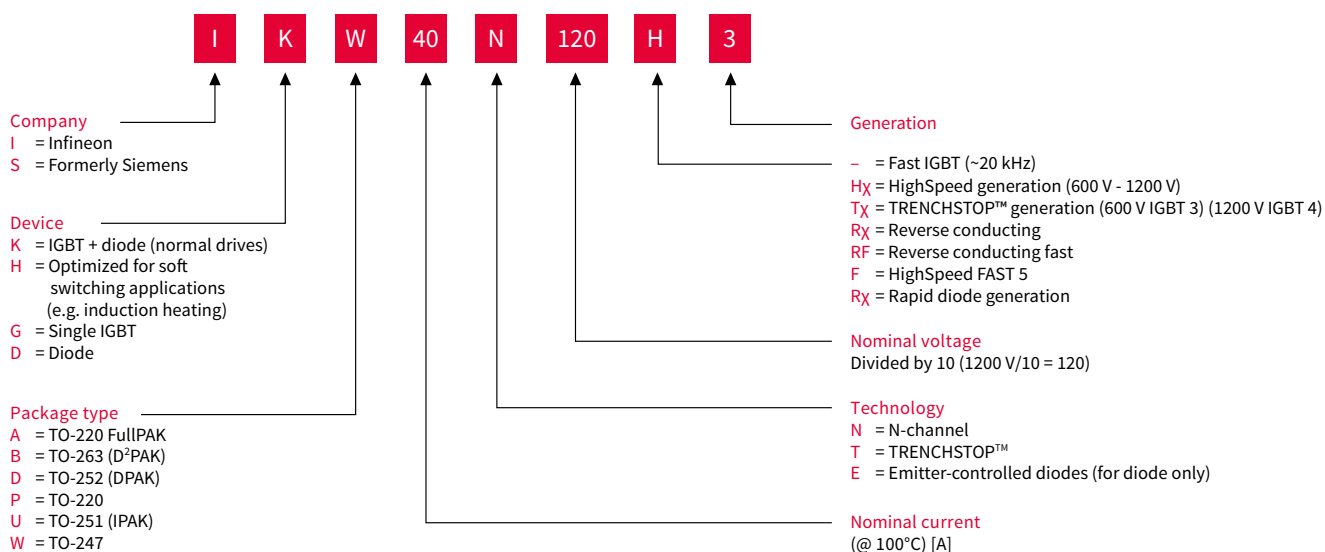 I K W 40 N 120 H 3
Company
I = Infineon
S = Formerly Siemens
Device
K = IGBT + diode (normal drives)
H = Optimized for soft
switching applications
(e.g. induction heating)
G = Single IGBT
D = Diode
Package type
A = TO-220 FullPAK
B = TO-263 (D²PAK)
D = TO-252 (DPAK)
P = TO-220
U = TO-251 (IPAK)
W = TO-247
Generation
– = Fast IGBT (~20 kHz)
Hχ = HighSpeed generation (600 V - 1200 V)
Tχ = TRENCHSTOP™ generation (600 V IGBT 3) (1200 V IGBT 4)
Rχ = Reverse conducting
RF = Reverse conducting fast
F = HighSpeed FAST 5
Rχ = Rapid diode generation
Nominal voltage
Divided by 10 (1200 V/10 = 120)
Technology
N = N-channel
T = TRENCHSTOP™
E = Emitter-controlled diodes (for diode only)
Nominal current
(@ 100°C) [A]